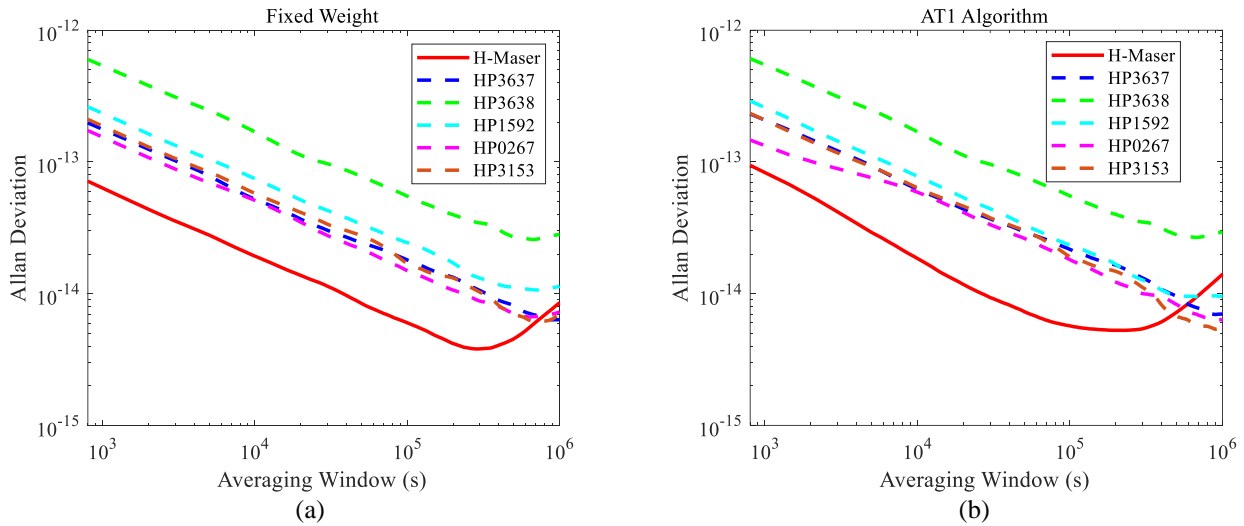 Fixed Weight
10^-12
10^-13
10^-14
10^-15
Allan Deviation
H-Maser
HP3637
HP3638
HP1592
HP0267
HP3153
10^3
10^4
10^5
10^6
Averaging Window (s)
(a)
AT1 Algorithm
10^-12
10^-13
10^-14
10^-15
Allan Deviation
H-Maser
HP3637
HP3638
HP1592
HP0267
HP3153
10^3
10^4
10^5
10^6
Averaging Window (s)
(b)